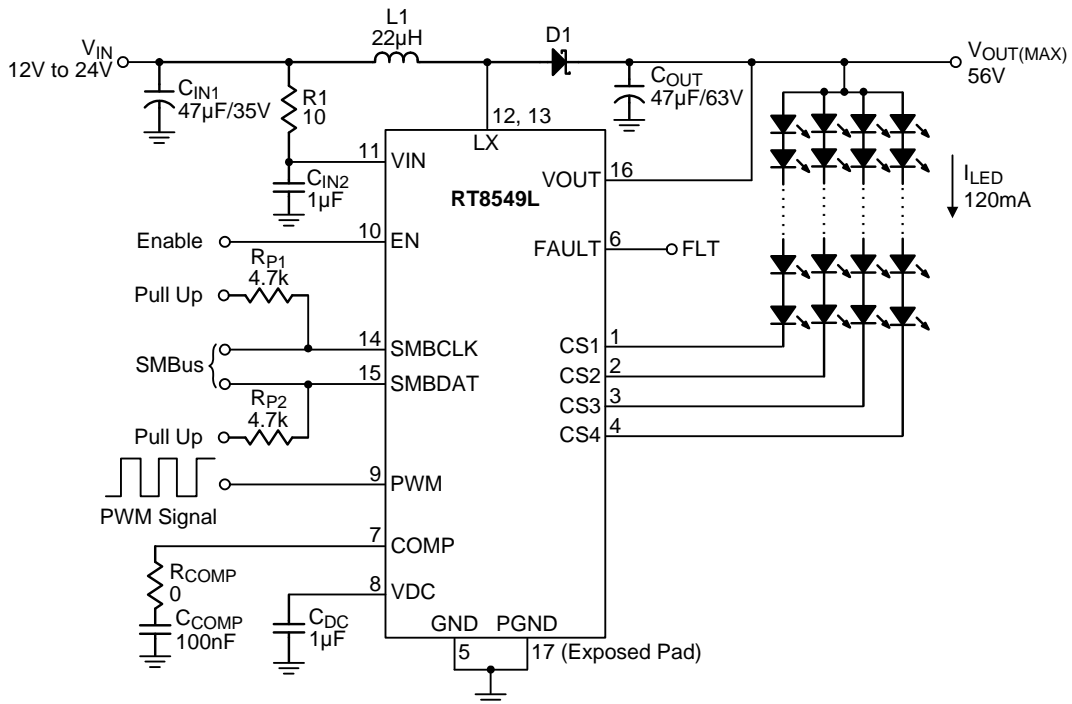 L1
22µH
D1
VIN
12V to 24V
VOUT(MAX)
56V
CIN1
47µF/35V
R1
10
COUT
47µF/63V
12, 13
LX
11
VIN
VOUT
16
CIN2
1µF
RT8549L
ILED
120mA
10
EN
Enable
FAULT
6
FLT
RP1
4.7k
Pull Up
14
SMBCLK
SMBus
15
SMBDAT
CS1
1
CS2
2
CS3
3
CS4
4
RP2
4.7k
Pull Up
9
PWM
PWM Signal
7
COMP
RCOMP
0
8
VDC
CCOMP
100nF
CDC
1µF
GND
PGND
5
17 (Exposed Pad)